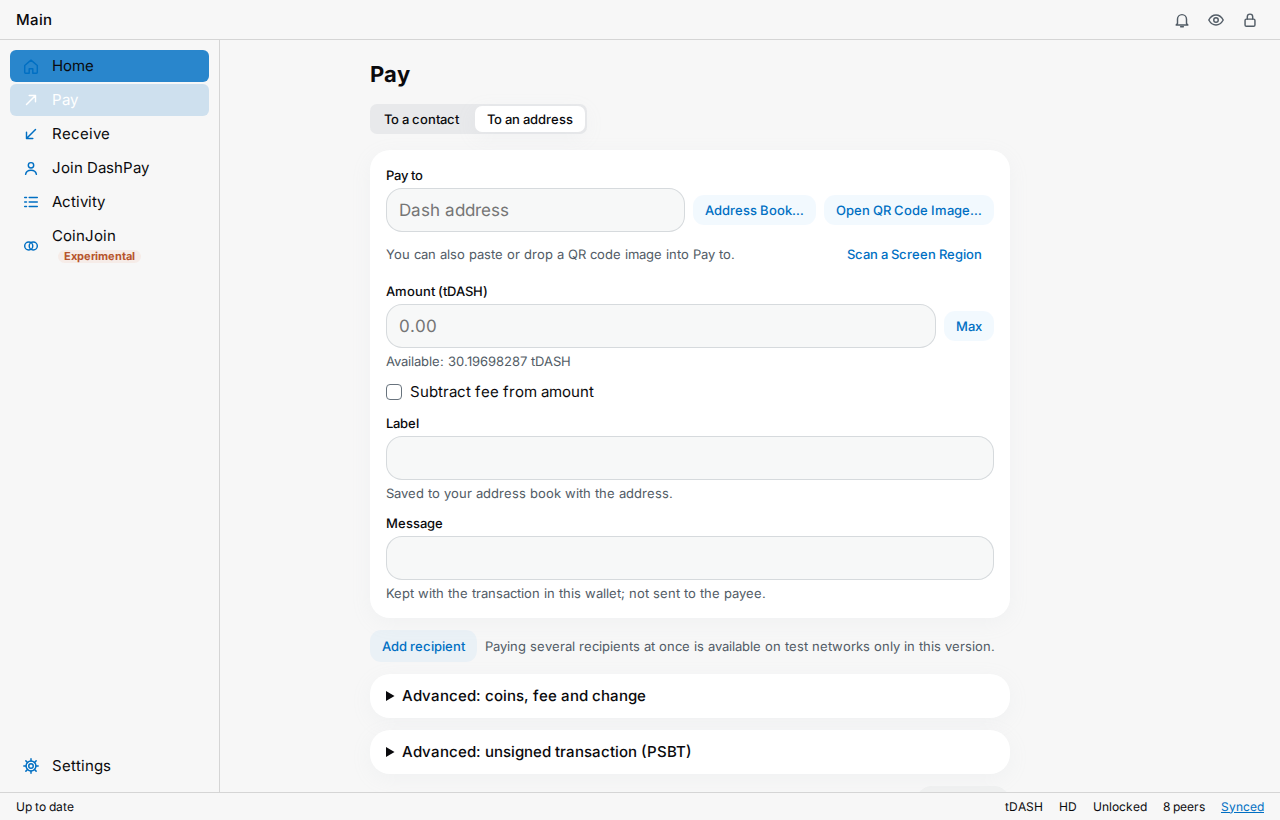 Main
Home
Pay
Receive
Join DashPay
Activity
CoinJoin
Experimental
Settings
Pay
To a contact
To an address
Pay to
Dash address
Address Book...
Open QR Code Image...
You can also paste or drop a QR code image into Pay to.
Scan a Screen Region
Amount (tDASH)
0.00
Max
Available: 30.19698287 tDASH
Subtract fee from amount
Label
Saved to your address book with the address.
Message
Kept with the transaction in this wallet; not sent to the payee.
Add recipient
Paying several recipients at once is available on test networks only in this version.
Advanced: coins, fee and change
Advanced: unsigned transaction (PSBT)
Up to date
tDASH
HD
Unlocked
8 peers
Synced